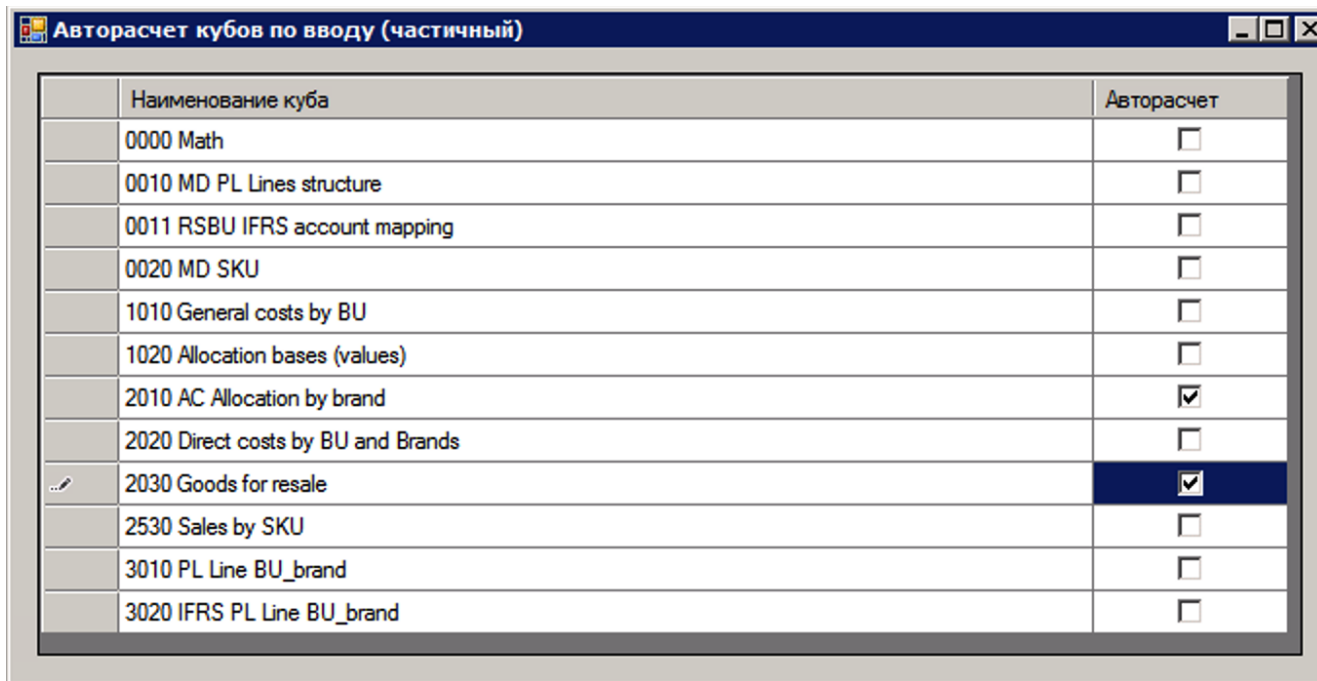 Авторасчет кубов по вводу (частичный)
Наименование куба Авторасчет
0000 Math
0010 MD PL Lines structure
0011 RSBU IFRS account mapping
0020 MD SKU
1010 General costs by BU
1020 Allocation bases (values)
2010 AC Allocation by brand
2020 Direct costs by BU and Brands
2030 Goods for resale
2530 Sales by SKU
3010 PL Line BU_brand
3020 IFRS PL Line BU_brand